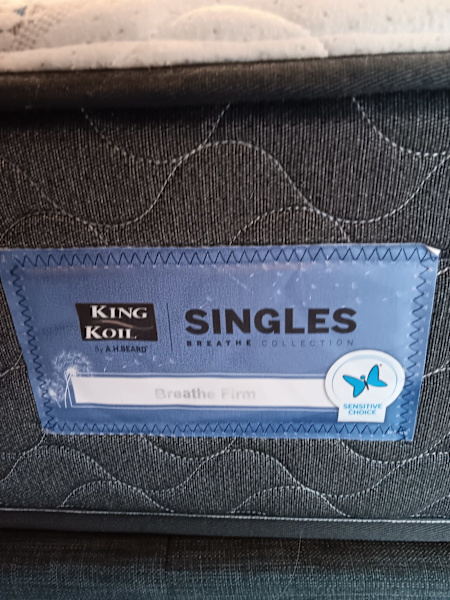 KING
KOIL
By A.H.BEARD
SINGLES
BREATHE COLLECTION
Breathe Firm
SENSITIVE
CHOICE